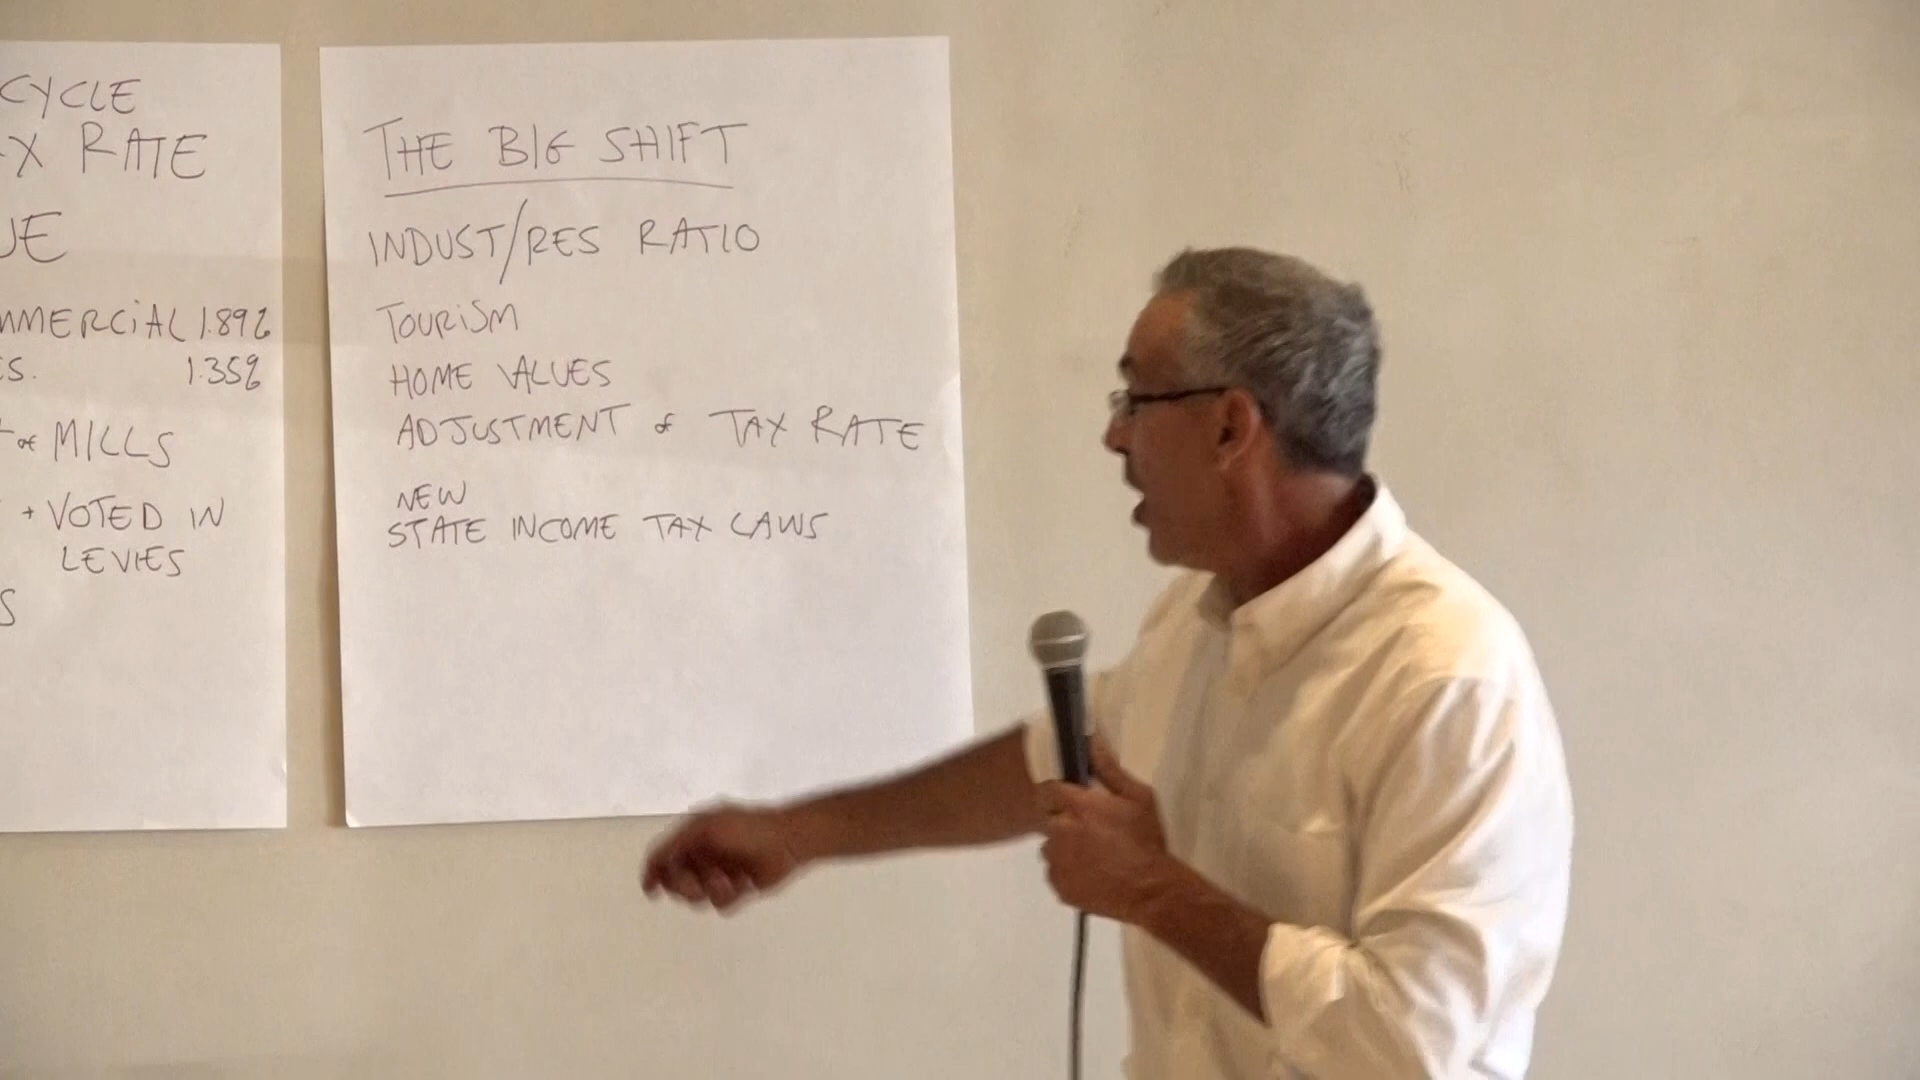 CYCLE
X RATE
UE
MMERCIAL 1.89%
S. 1.35%
of MILLS
+ VOTED IN
LEVIES
S
THE BIG SHIFT
INDUST/RES RATIO
TOURISM
HOME VALUES
ADJUSTMENT of TAX RATE
NEW
STATE INCOME TAX LAWS